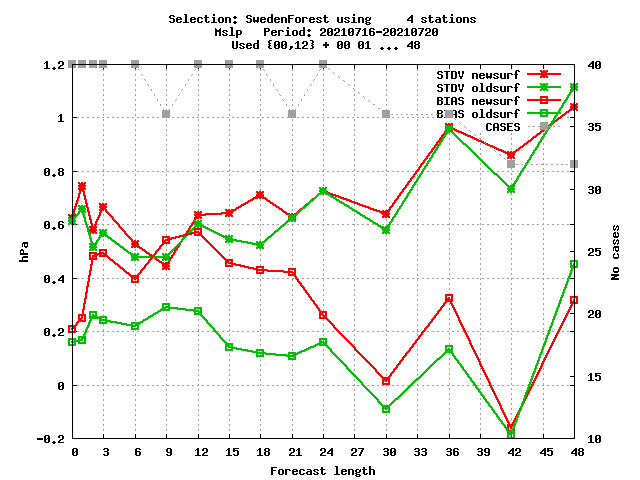 Selection: SwedenForest using     4 stations
Mslp   Period: 20210716-20210720
Used {00,12} + 00 01 ... 48
STDV newsurf
STDV oldsurf
BIAS newsurf
BIAS oldsurf
CASES
1.2
1
0.8
0.6
0.4
0.2
0
-0.2
hPa
40
35
30
25
20
15
10
No cases
0 3 6 9 12 15 18 21 24 27 30 33 36 39 42 45 48
Forecast length